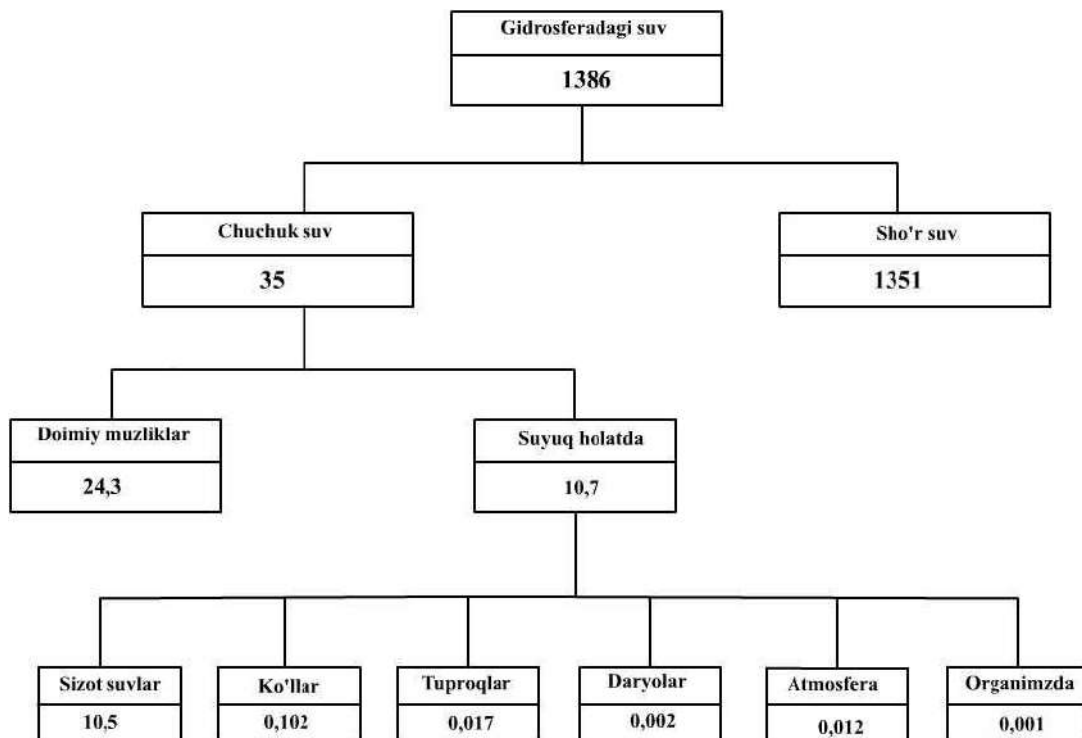 Gidrosferadagi suv
1386
Chuchuk suv
35
Sho'r suv
1351
Doimiy muzliklar
24,3
Suyuq holatda
10,7
Sizot suvlar
10,5
Ko'llar
0,102
Tuproqlar
0,017
Daryolar
0,002
Atmosfera
0,012
Organimzda
0,001